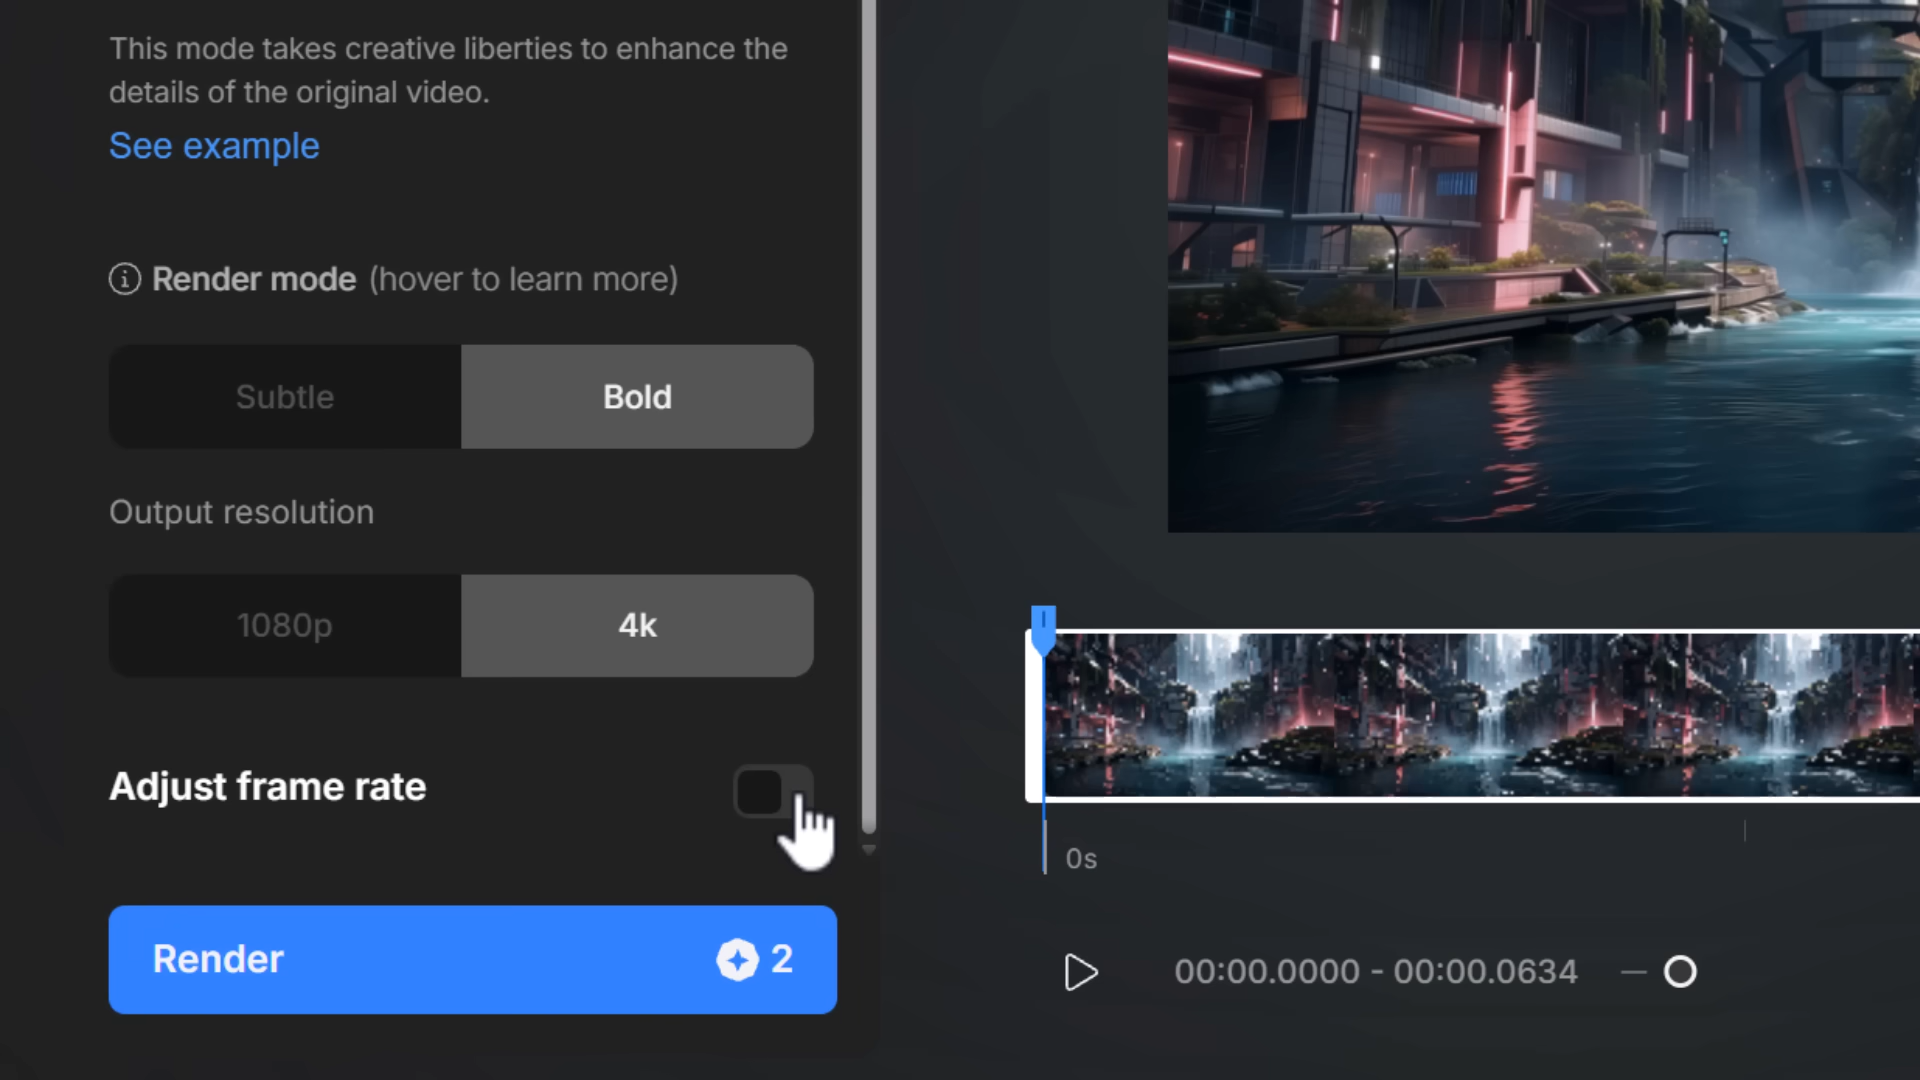 This mode takes creative liberties to enhance the
details of the original video.
See example
Render mode (hover to learn more)
Subtle
Bold
Output resolution
1080p
4k
Adjust frame rate
Render
2
0s
00:00.0000 - 00:00.0634